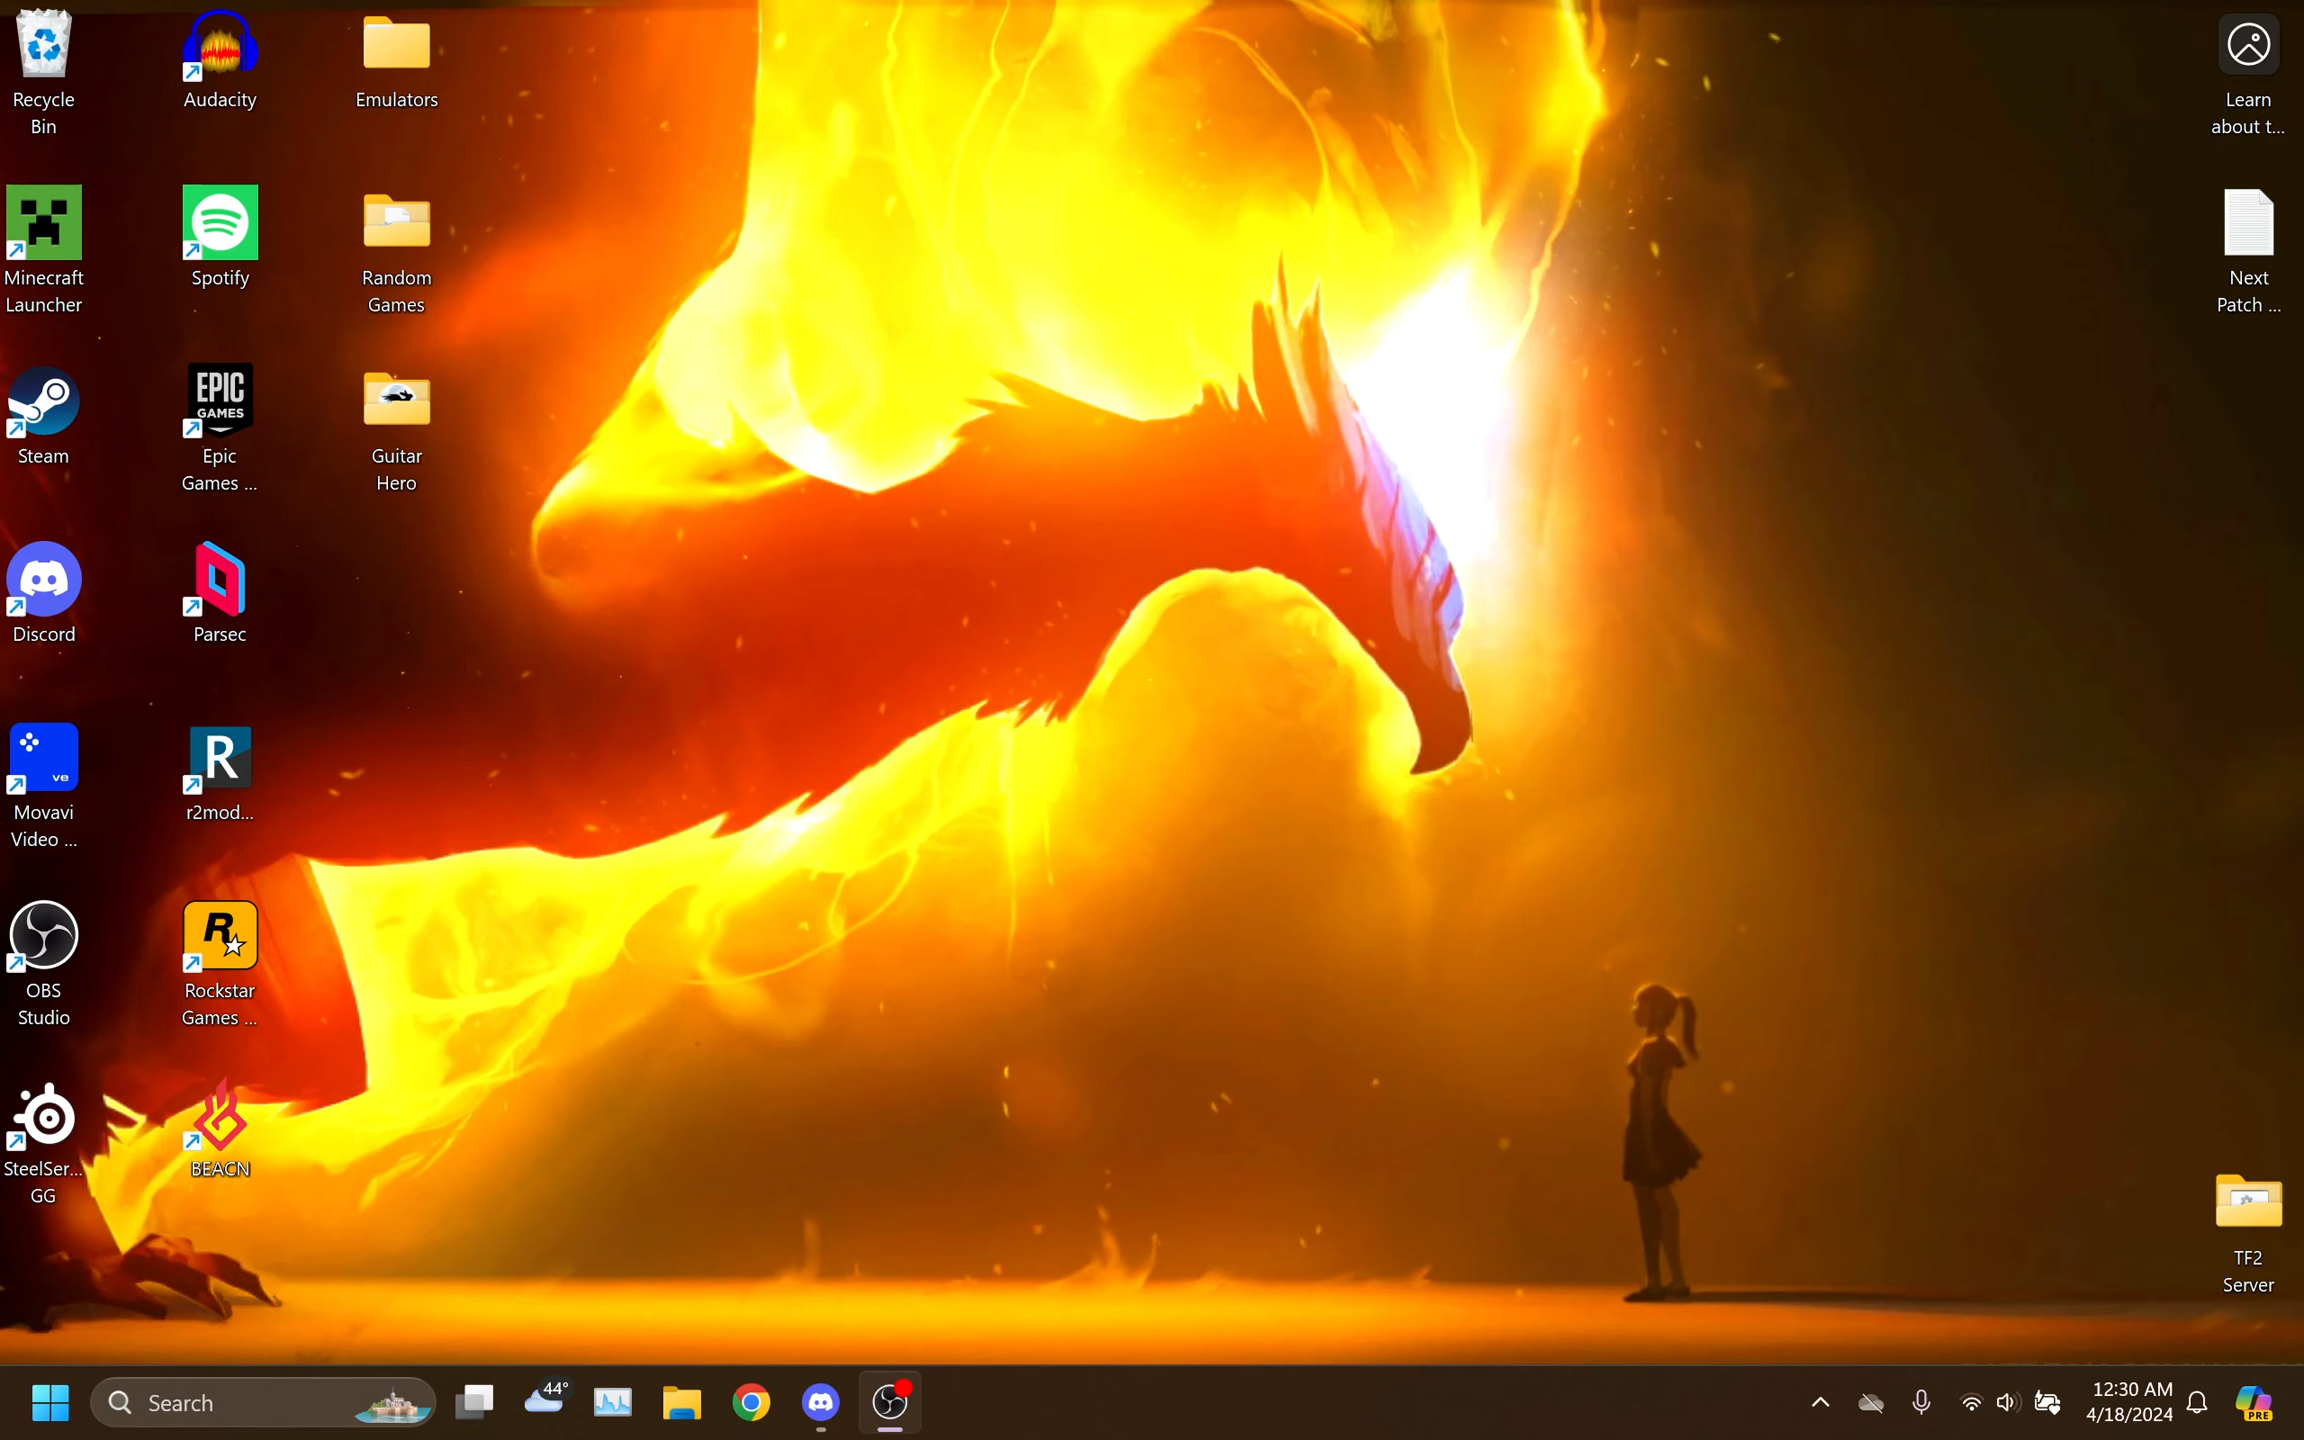 Recycle
Bin
Audacity
Emulators
Learn
about t...
Minecraft
Launcher
Spotify
Random
Games
Next
Patch ...
Steam
EPIC
GAMES
Epic
Games ...
Guitar
Hero
Discord
Parsec
ve
Movavi
Video ...
R
r2mod...
OBS
Studio
R
Rockstar
Games ...
SteelSer...
GG
BEACN
TF2
Server
Search
44°
12:30 AM
4/18/2024
PRE